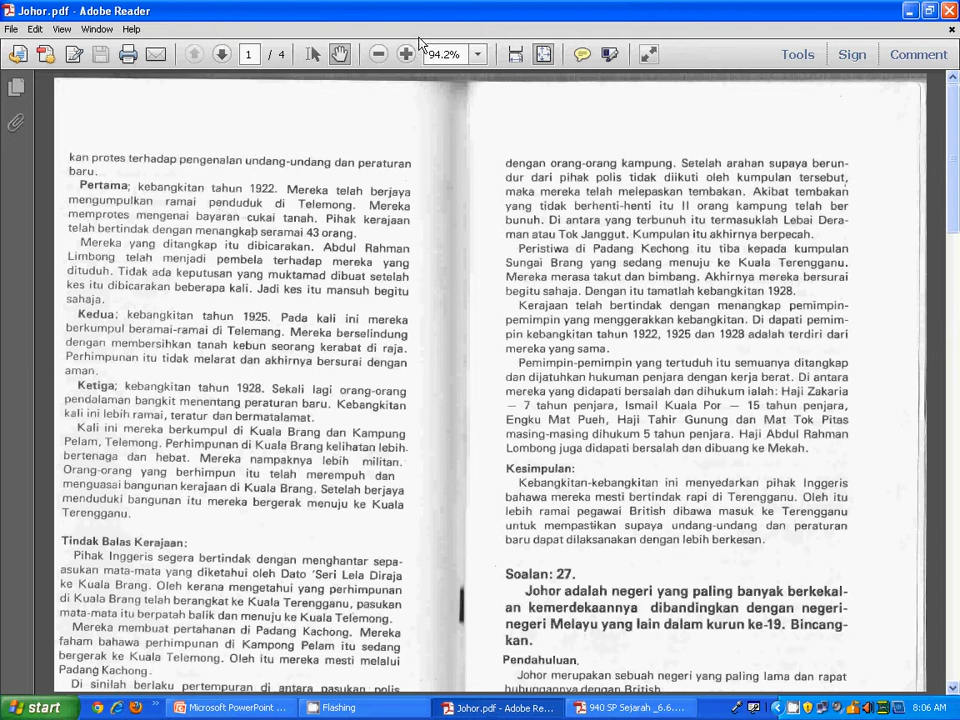 Johor.pdf - Adobe Reader
File Edit View Window Help
1 / 4 94.2% Tools Sign Comment
kan protes terhadap pengenalan undang-undang dan peraturan
baru.
Pertama; kebangkitan tahun 1922. Mereka telah berjaya
mengumpulkan ramai penduduk di Telemong. Mereka
memprotes mengenai bayaran cukai tanah. Pihak kerajaan
telah bertindak dengan menangkap seramai 43 orang.
Mereka yang ditangkap itu dibicarakan. Abdul Rahman
Limbong telah menjadi pembela terhadap mereka yang
dituduh. Tidak ada keputusan yang muktamad dibuat setelah
kes itu dibicarakan beberapa kali. Jadi kes itu mansuh begitu
sahaja.
Kedua; kebangkitan tahun 1925. Pada kali ini mereka
berkumpul beramai-ramai di Telemang. Mereka berselindung
dengan membersihkan tanah kebun seorang kerabat di raja.
Perhimpunan itu tidak melarat dan akhirnya bersurai dengan
aman.
Ketiga; kebangkitan tahun 1928. Sekali lagi orang-orang
pendalaman bangkit menentang peraturan baru. Kebangkitan
kali ini lebih ramai, teratur dan bermatalamat.
Kali ini mereka berkumpul di Kuala Brang dan Kampung
Pelam, Telemong. Perhimpunan di Kuala Brang kelihatan lebih
bertenaga dan hebat. Mereka nampaknya lebih militan.
Orang-orang yang berhimpun itu telah merempuh dan
menguasai bangunan kerajaan di Kuala Brang. Setelah berjaya
menduduki bangunan itu mereka bergerak menuju ke Kuala
Terengganu.
Tindak Balas Kerajaan:
Pihak Inggeris segera bertindak dengan menghantar sepa-
asukan mata-mata yang diketahui oleh Dato 'Seri Lela Diraja
ke Kuala Brang. Oleh kerana mengetahui yang perhimpunan
di Kuala Brang telah berangkat ke Kuala Terengganu, pasukan
mata-mata itu berpatah balik dan menuju ke Kuala Telemong.
Mereka membuat pertahanan di Padang Kachong. Mereka
faham bahawa perhimpunan di Kampong Pelam itu sedang
bergerak ke Kuala Telemong. Oleh itu mereka mesti melalui
Padang Kachong.
Di sinilah berlaku pertempuran di antara pasukan polis
dengan orang-orang kampung. Setelah arahan supaya berun-
dur dari pihak polis tidak diikuti oleh kumpulan tersebut,
maka mereka telah melepaskan tembakan. Akibat tembakan
yang tidak berhenti-henti itu II orang kampung telah ber
bunuh. Di antara yang terbunuh itu termasuklah Lebai Dera-
man atau Tok Janggut. Kumpulan itu akhirnya berpecah.
Peristiwa di Padang Kechong itu tiba kepada kumpulan
Sungai Brang yang sedang menuju ke Kuala Terengganu.
Mereka merasa takut dan bimbang. Akhirnya mereka bersurai
begitu sahaja. Dengan itu tamatlah kebangkitan 1928.
Kerajaan telah bertindak dengan menangkap pemimpin-
pemimpin yang menggerakkan kebangkitan. Di dapati pemim-
pin kebangkitan tahun 1922, 1925 dan 1928 adalah terdiri dari
mereka yang sama.
Pemimpin-pemimpin yang tertuduh itu semuanya ditangkap
dan dijatuhkan hukuman penjara dengan kerja berat. Di antara
mereka yang didapati bersalah dan dihukum ialah: Haji Zakaria
— 7 tahun penjara, Ismail Kuala Por — 15 tahun penjara,
Engku Mat Pueh, Haji Tahir Gunung dan Mat Tok Pitas
masing-masing dihukum 5 tahun penjara. Haji Abdul Rahman
Lombong juga didapati bersalah dan dibuang ke Mekah.
Kesimpulan:
Kebangkitan-kebangkitan ini menyedarkan pihak Inggeris
bahawa mereka mesti bertindak rapi di Terengganu. Oleh itu
lebih ramai pegawai British dibawa masuk ke Terengganu
untuk mempastikan supaya undang-undang dan peraturan
baru dapat dilaksanakan dengan lebih berkesan.
Soalan: 27.
Johor adalah negeri yang paling banyak berkekal-
an kemerdekaannya dibandingkan dengan negeri-
negeri Melayu yang lain dalam kurun ke-19. Bincang-
kan.
Pendahuluan.
Johor merupakan sebuah negeri yang paling lama dan rapat
hubungannya dengan British.
start Microsoft PowerPoint ... Flashing Johor.pdf - Adobe Re... 940 SP Sejarah _6.6.... 8:06 AM